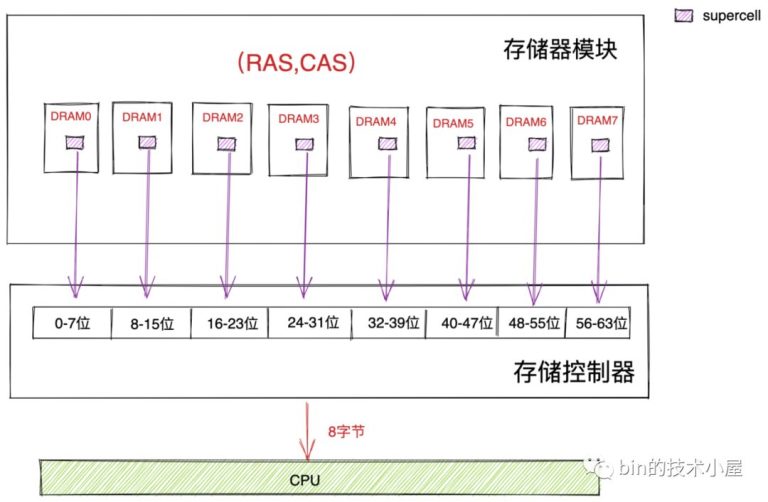 supercell
存储器模块
(RAS,CAS)
DRAM0 DRAM1 DRAM2 DRAM3 DRAM4 DRAM5 DRAM6 DRAM7
0-7位 8-15位 16-23位 24-31位 32-39位 40-47位 48-55位 56-63位
存储控制器
8字节
CPU
bin的技术小屋